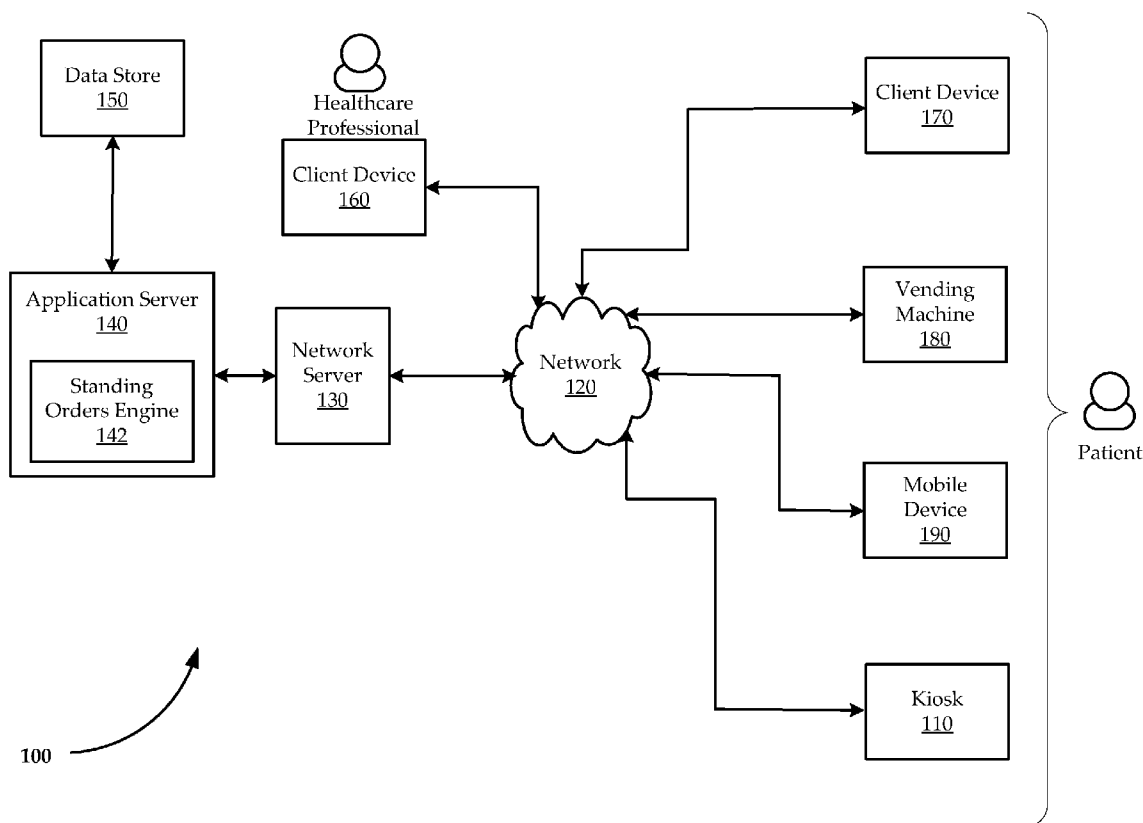 Data Store
150
Healthcare
Professional
Client Device
160
Client Device
170
Application Server
140
Standing
Orders Engine
142
Network
Server
130
Network
120
Vending
Machine
180
Mobile
Device
190
Patient
Kiosk
110
100